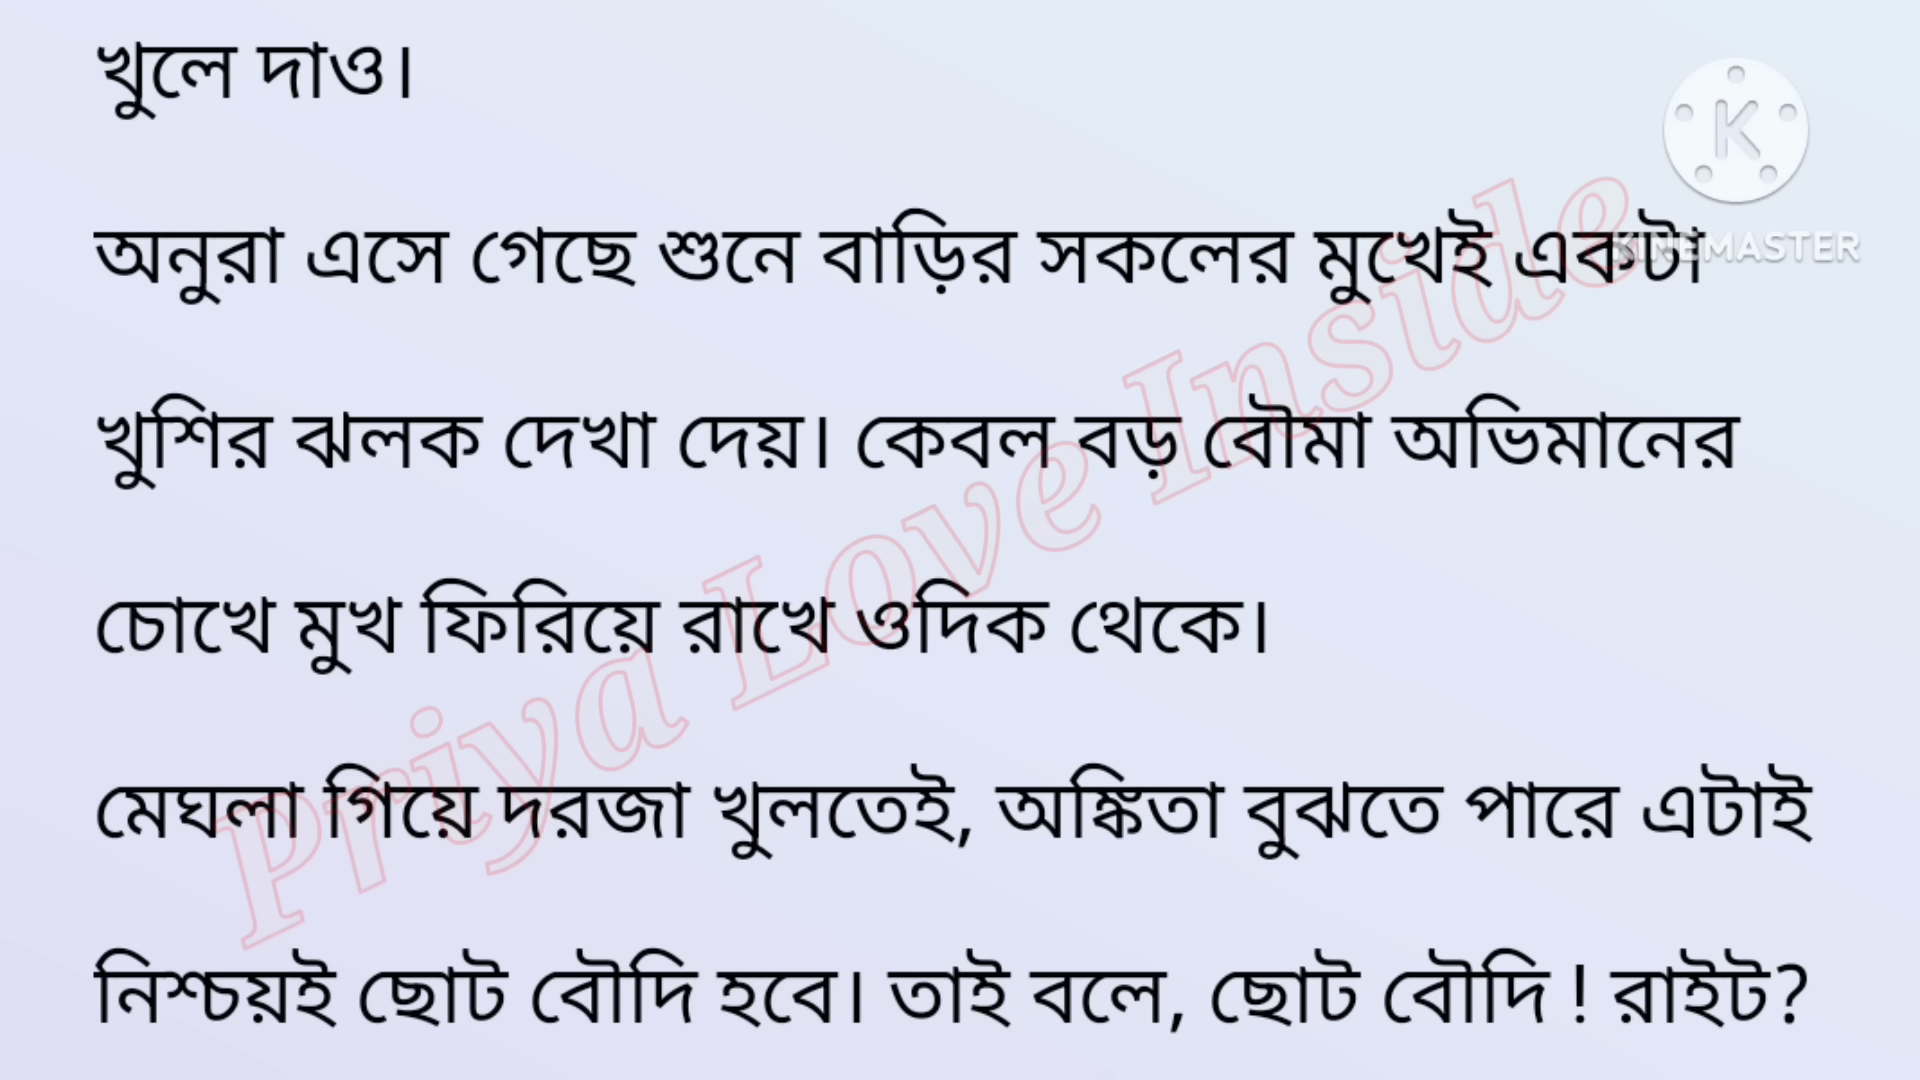 খুলে দাও।
অনুরা এসে গেছে শুনে বাড়ির সকলের মুখেই একটা
খুশির ঝলক দেখা দেয়। কেবল বড় বৌমা অভিমানের
চোখে মুখ ফিরিয়ে রাখে ওদিক থেকে।
মেঘলা গিয়ে দরজা খুলতেই, অঙ্কিতা বুঝতে পারে এটাই
নিশ্চয়ই ছোট বৌদি হবে। তাই বলে, ছোট বৌদি ! রাইট?
K
KINEMASTER
Priya Love Inside